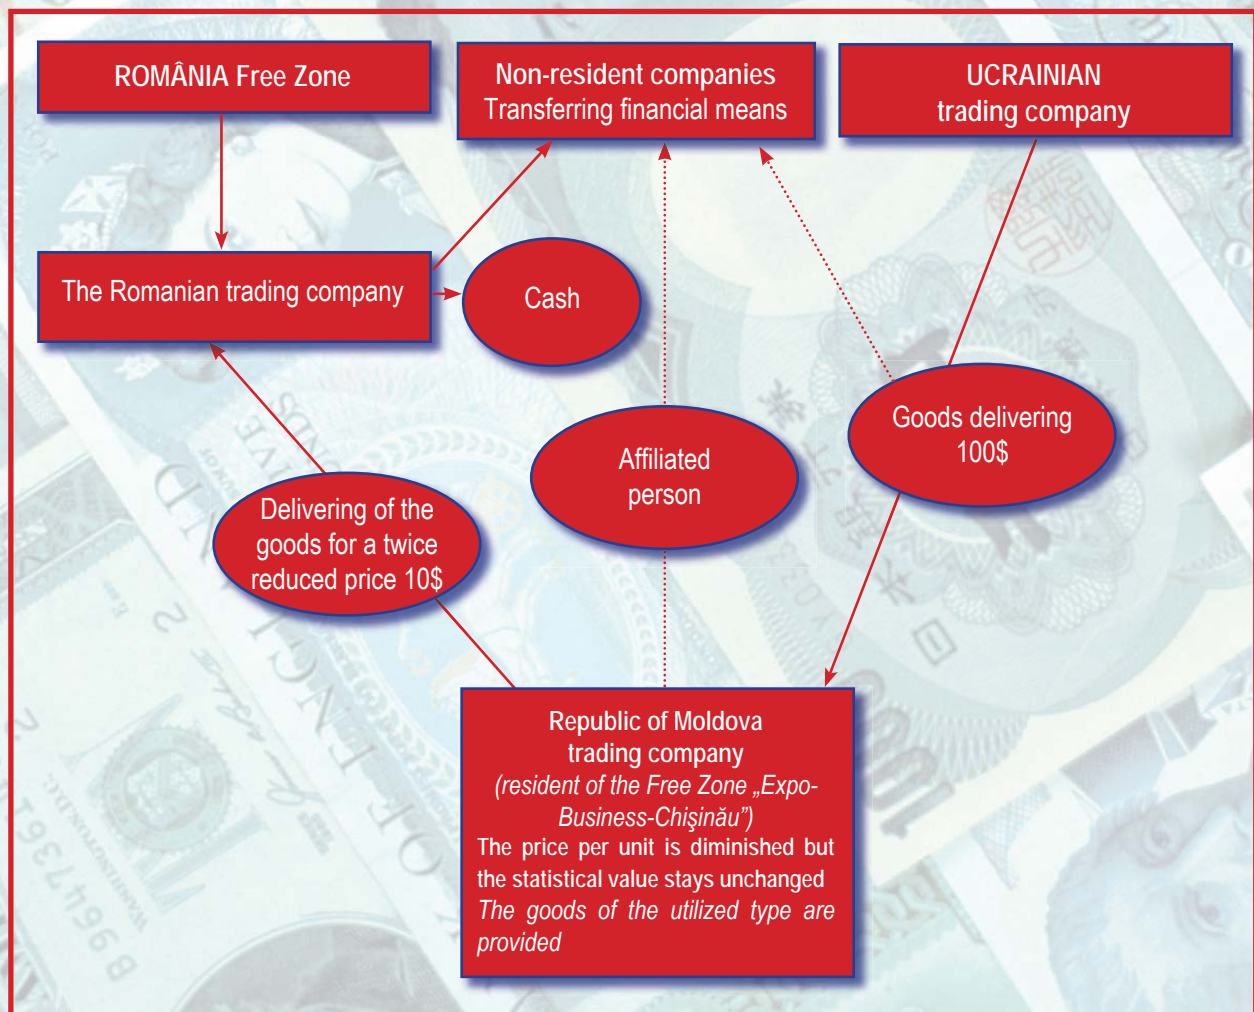 ROMÂNIA Free Zone
Non-resident companies
Transferring financial means
UCRAINIAN
trading company
The Romanian trading company
Cash
Goods delivering
100$
Affiliated
person
Delivering of the
goods for a twice
reduced price 10$
Republic of Moldova
trading company
(resident of the Free Zone „Expo-
Business-Chişinău”)
The price per unit is diminished but
the statistical value stays unchanged
The goods of the utilized type are
provided
WASHINGTON, D.C.